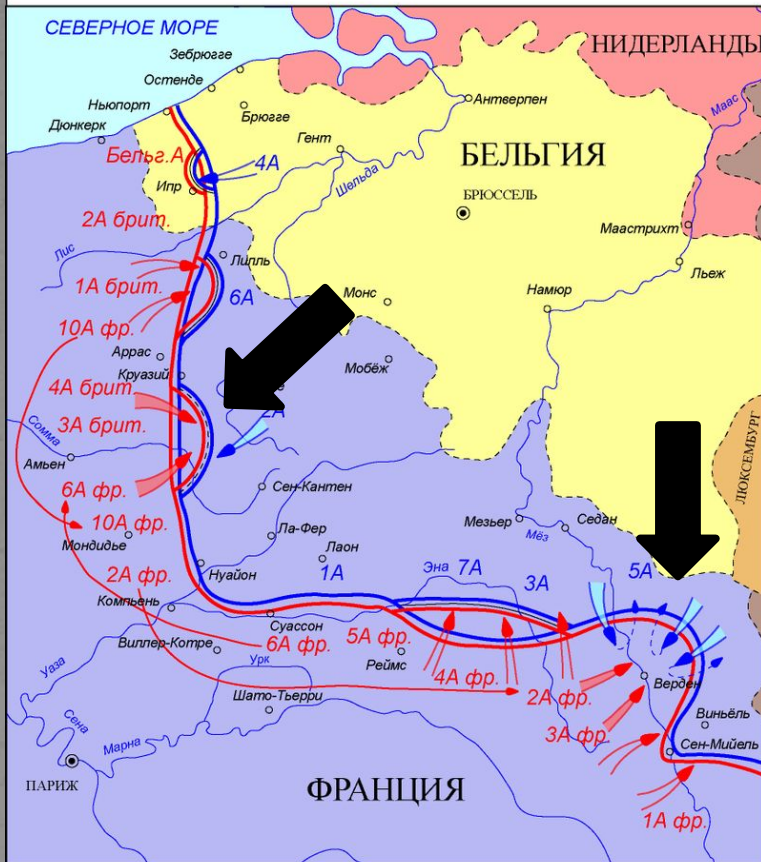 СЕВЕРНОЕ МОРЕ
НИДЕРЛАНДЫ
Зебрюгге
Остенде
Ньюпорт
Брюгге
Антверпен
Маас
Дюнкерк
Гент
Бельг.А
4А
БЕЛЬГИЯ
Ипр
Шельда
БРЮССЕЛЬ
2А брит.
Маастрихт
Лис
Лилль
Льеж
1А брит.
6А
Монс
Намюр
10А фр.
Аррас
Мобёж
Круазий
4А брит.
2А
3А брит.
Сомма
ЛЮКСЕМБУРГ
Амьен
6А фр.
Сен-Кантен
10А фр.
Мезьер
Седан
Мёз
Мондидье
Ла-Фер
Лаон
2А фр.
Нуайон
1А
Эна
7А
3А
5А
Компьень
Суассон
Виллер-Котре
6А фр.
5А фр.
Реймс
Уаза
Урк
4А фр.
2А фр.
Верден
Шато-Тьерри
Виньёль
Сена
Марна
3А фр.
Сен-Мийель
ПАРИЖ
ФРАНЦИЯ
1А фр.